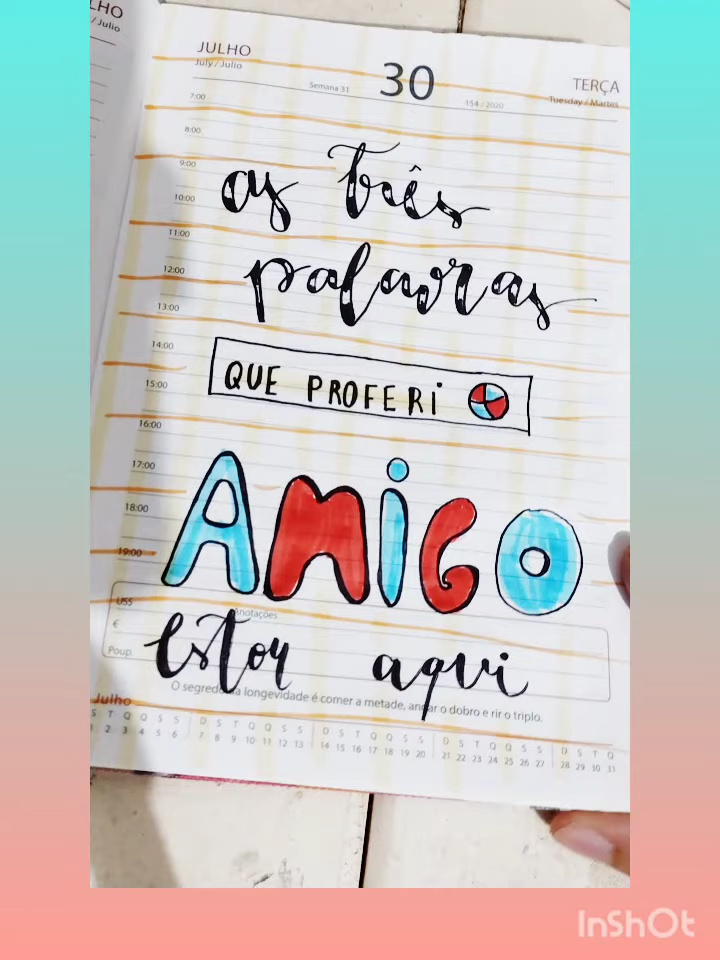 LHO
/ Julio
JULHO
July / Julio
Semana 31
30
TERÇA
Tuesday / Martes
7:00
8:00
9:00
10:00
11:00
12:00
13:00
14:00
15:00
16:00
17:00
18:00
19:00
as três
palavras
QUE PROFERi
AMiGO
Estou aqui
US$
Anotações
€
Poup.
O segredo da longevidade é comer a metade, andar o dobro e rir o triplo.
Julho
S T Q Q S S D S T Q Q S S D S T Q Q S S D S T Q Q S S D S T Q
1 2 3 4 5 6 7 8 9 10 11 12 13 14 15 16 17 18 19 20 21 22 23 24 25 26 27 28 29 30 31
InShOt